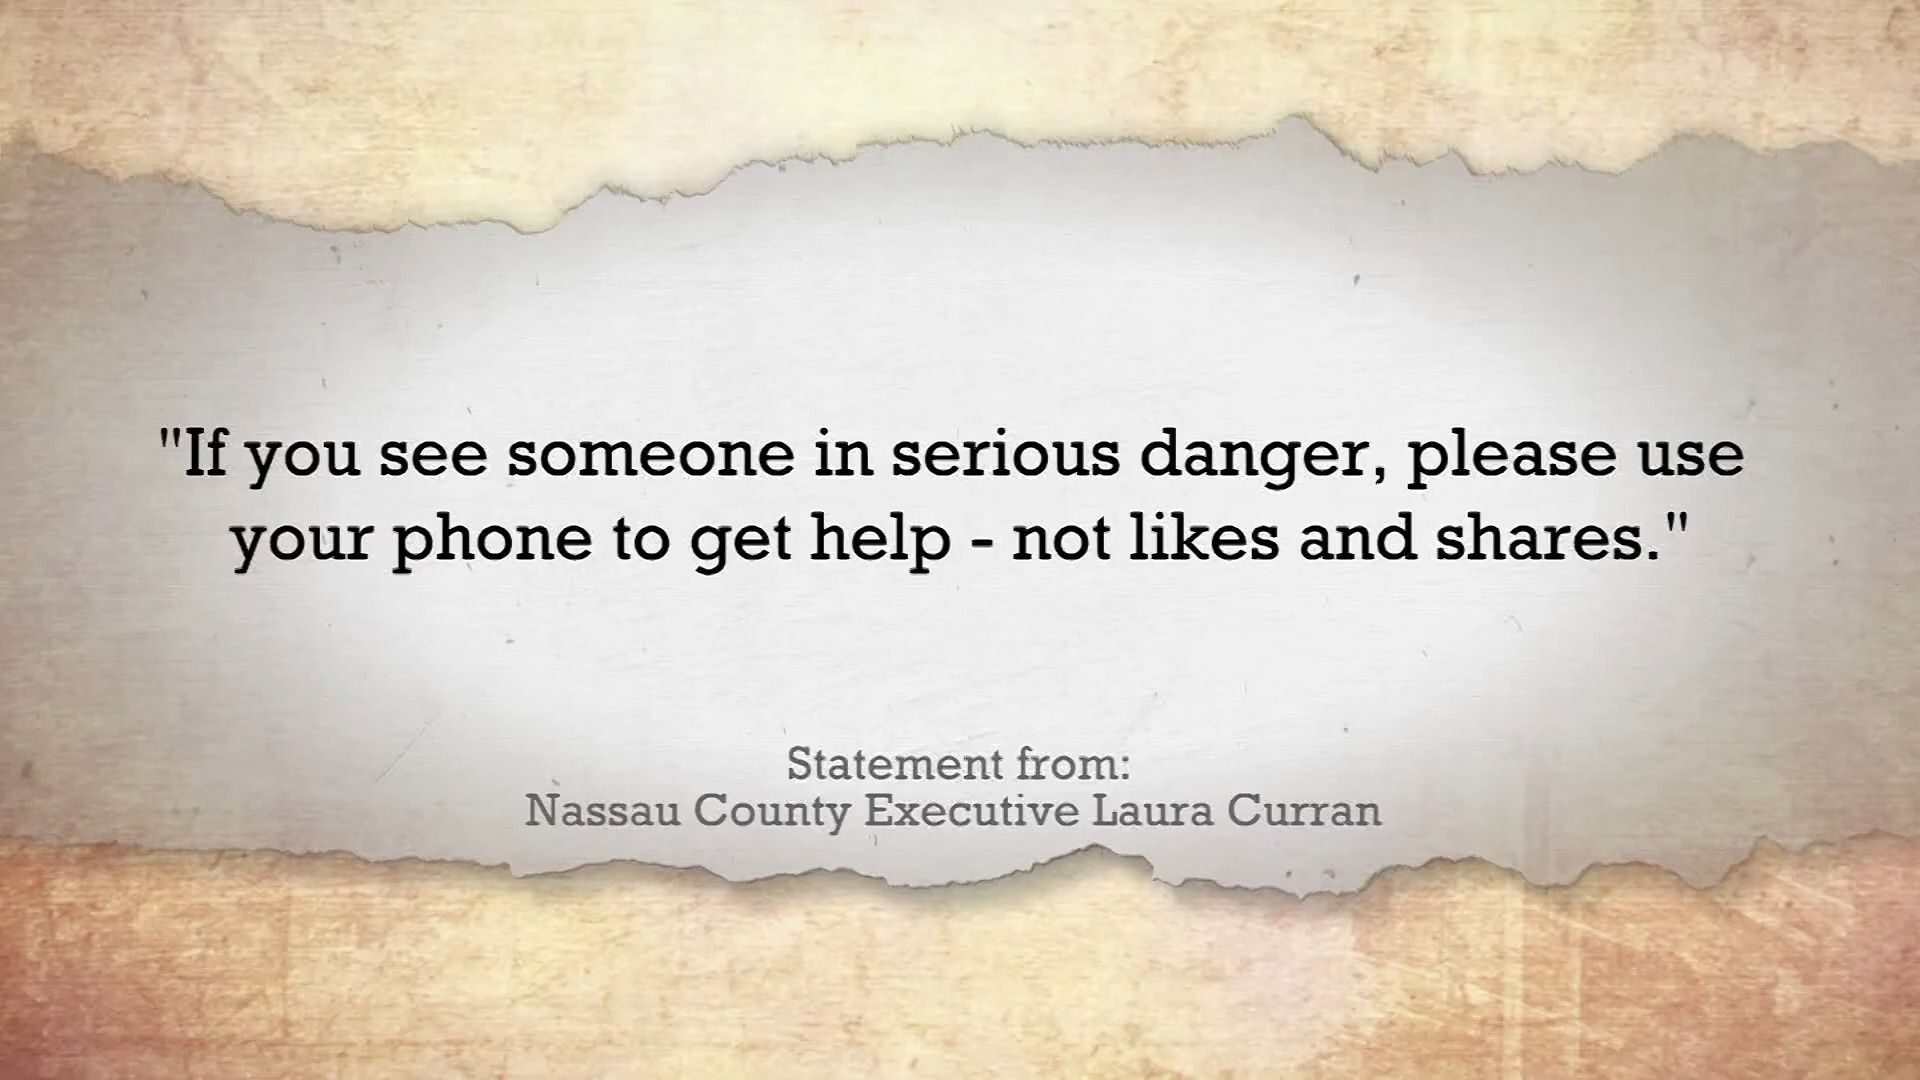 "If you see someone in serious danger, please use
your phone to get help - not likes and shares."
Statement from:
Nassau County Executive Laura Curran